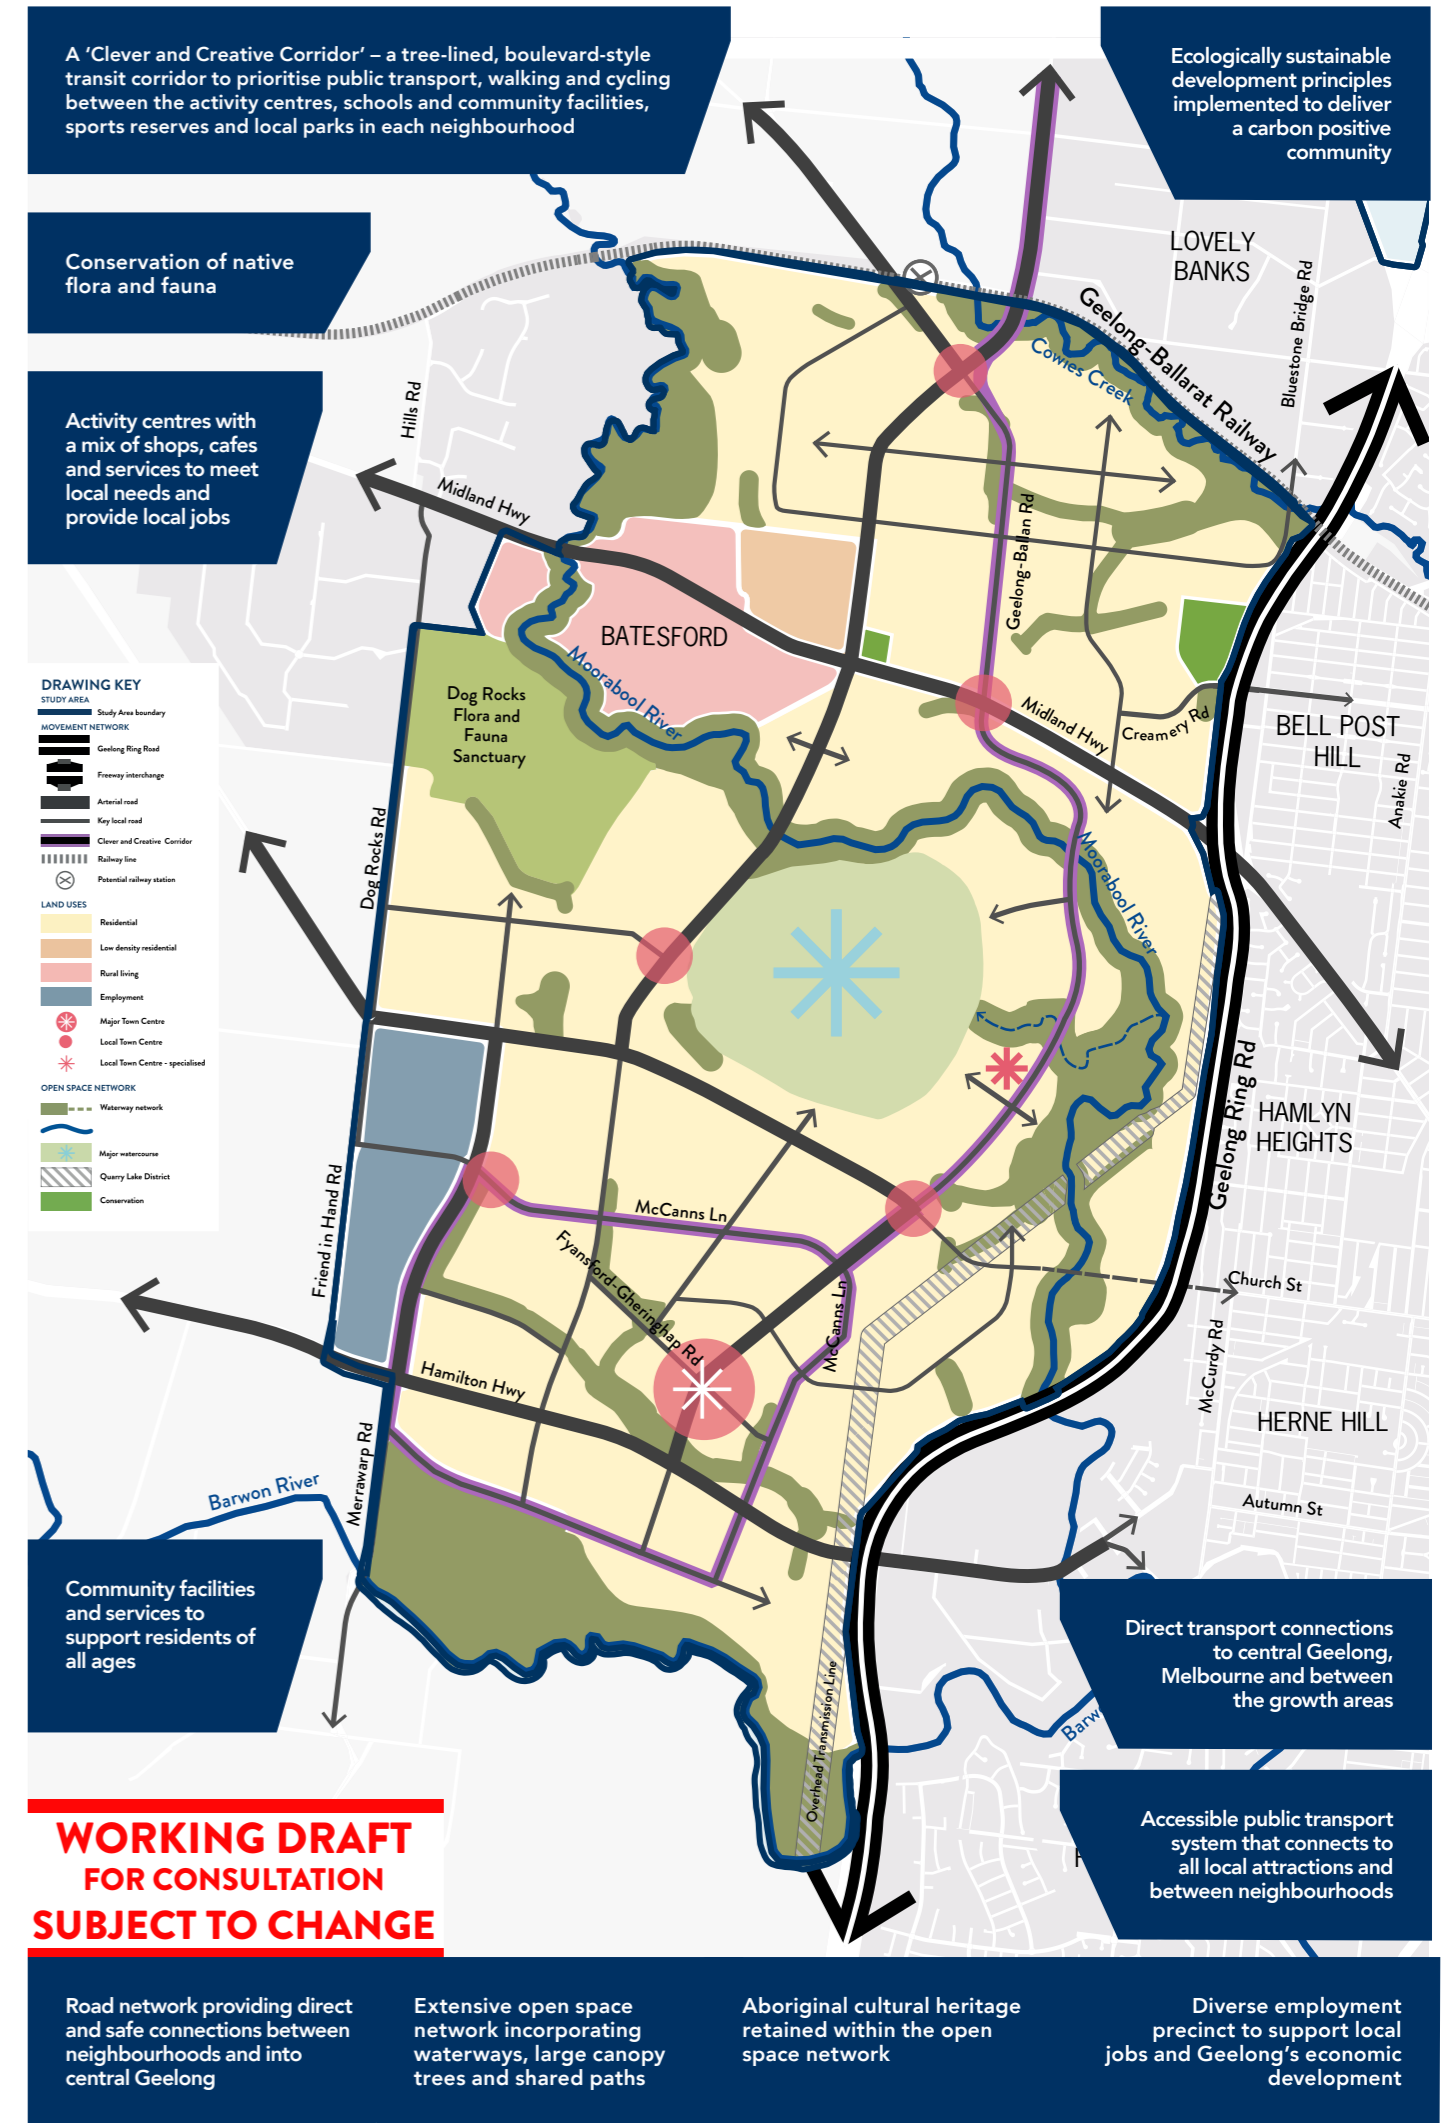 A ‘Clever and Creative Corridor’ – a tree-lined, boulevard-style
transit corridor to prioritise public transport, walking and cycling
between the activity centres, schools and community facilities,
sports reserves and local parks in each neighbourhood
Ecologically sustainable
development principles
implemented to deliver
a carbon positive
community
Conservation of native
flora and fauna
Activity centres with
a mix of shops, cafes
and services to meet
local needs and
provide local jobs
LOVELY
BANKS
Bluestone Bridge Rd
Geelong-Ballarat Railway
Cowies Creek
Hills Rd
Midland Hwy
Geelong-Ballan Rd
BATESFORD
Moorabool River
Dog Rocks
Flora and
Fauna
Sanctuary
Midland Hwy
Creamery Rd
BELL POST
HILL
Anakie Rd
Dog Rocks Rd
Moorabool River
DRAWING KEY
STUDY AREA
Study Area boundary
MOVEMENT NETWORK
Geelong Ring Road
Freeway interchange
Arterial road
Key local road
Clever and Creative Corridor
Railway line
Potential railway station
LAND USES
Residential
Low density residential
Rural living
Employment
Major Town Centre
Local Town Centre
Local Town Centre - specialised
OPEN SPACE NETWORK
Waterway network
Major watercourse
Quarry Lake District
Conservation
Geelong Ring Rd
HAMLYN
HEIGHTS
Friend in Hand Rd
McCanns Ln
Fyansford-Gheringhap Rd
McCanns Ln
Church St
McCurdy Rd
Hamilton Hwy
HERNE HILL
Merrawarp Rd
Barwon River
Autumn St
Overhead Transmission Line
Barw
Community facilities
and services to
support residents of
all ages
Direct transport connections
to central Geelong,
Melbourne and between
the growth areas
Accessible public transport
system that connects to
all local attractions and
between neighbourhoods
WORKING DRAFT
FOR CONSULTATION
SUBJECT TO CHANGE
Road network providing direct
and safe connections between
neighbourhoods and into
central Geelong
Extensive open space
network incorporating
waterways, large canopy
trees and shared paths
Aboriginal cultural heritage
retained within the open
space network
Diverse employment
precinct to support local
jobs and Geelong’s economic
development